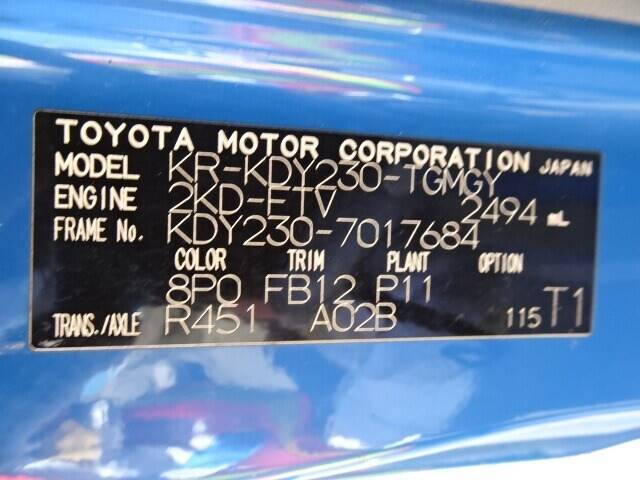 TOYOTA MOTOR CORPORATION JAPAN
MODEL KR-KDY230-TGMGY
ENGINE 2KD-FTV 2494 mL
FRAME No. KDY230-7017684
COLOR TRIM PLANT OPTION
8P0 FB12 P11
TRANS./AXLE R451 A02B 115 T1